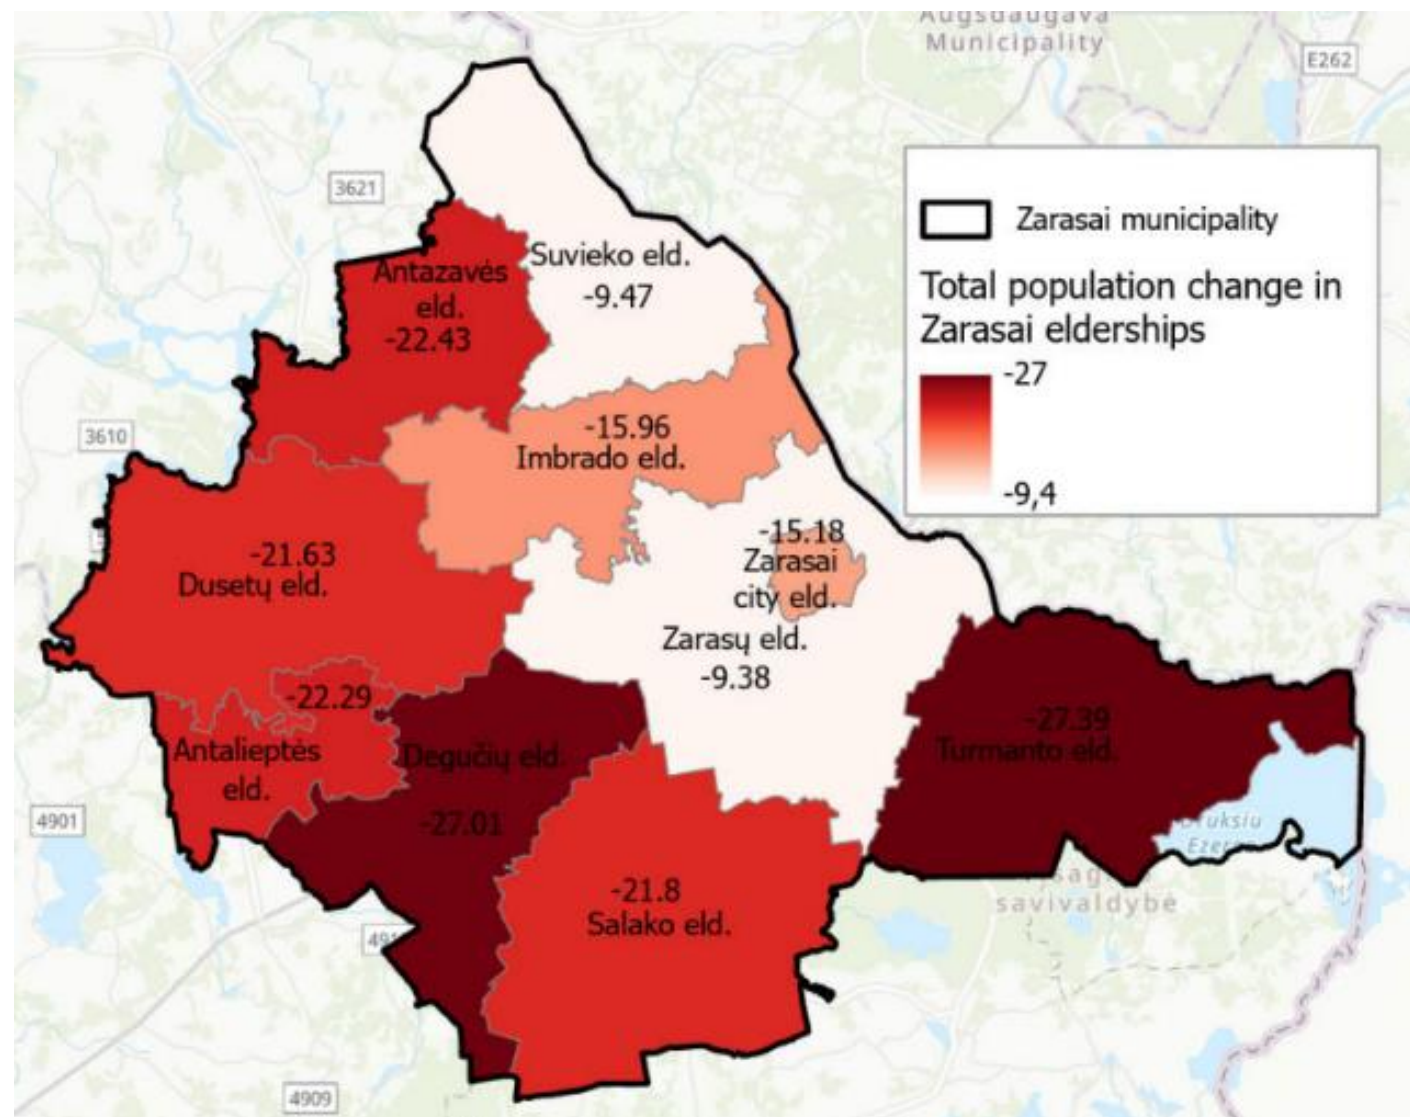 Augšdaugava
Municipality
E262
3621
Zarasai municipality
Suvieko eld.
-9.47
Antazavės
eld.
-22.43
Total population change in
Zarasai elderships
-27
-9,4
3610
-15.96
Imbrado eld.
-15.18
Zarasai
city eld.
-21.63
Dusetų eld.
Zarasų eld.
-9.38
-22.29
Antalieptės
eld.
Degučių eld.
-27.01
-27.39
Turmanto eld.
4901
-21.8
Salako eld.
savivaldybė
4909